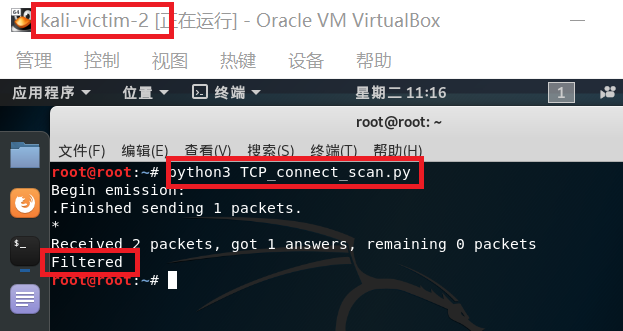 kali-victim-2 [正在运行] - Oracle VM VirtualBox
管理 控制 视图 热键 设备 帮助
应用程序 位置 终端 星期二 11:16 1
root@root: ~
文件(F) 编辑(E) 查看(V) 搜索(S) 终端(T) 帮助(H)
root@root:~# python3 TCP_connect_scan.py
Begin emission:
.Finished sending 1 packets.
*
Received 2 packets, got 1 answers, remaining 0 packets
Filtered
root@root:~#